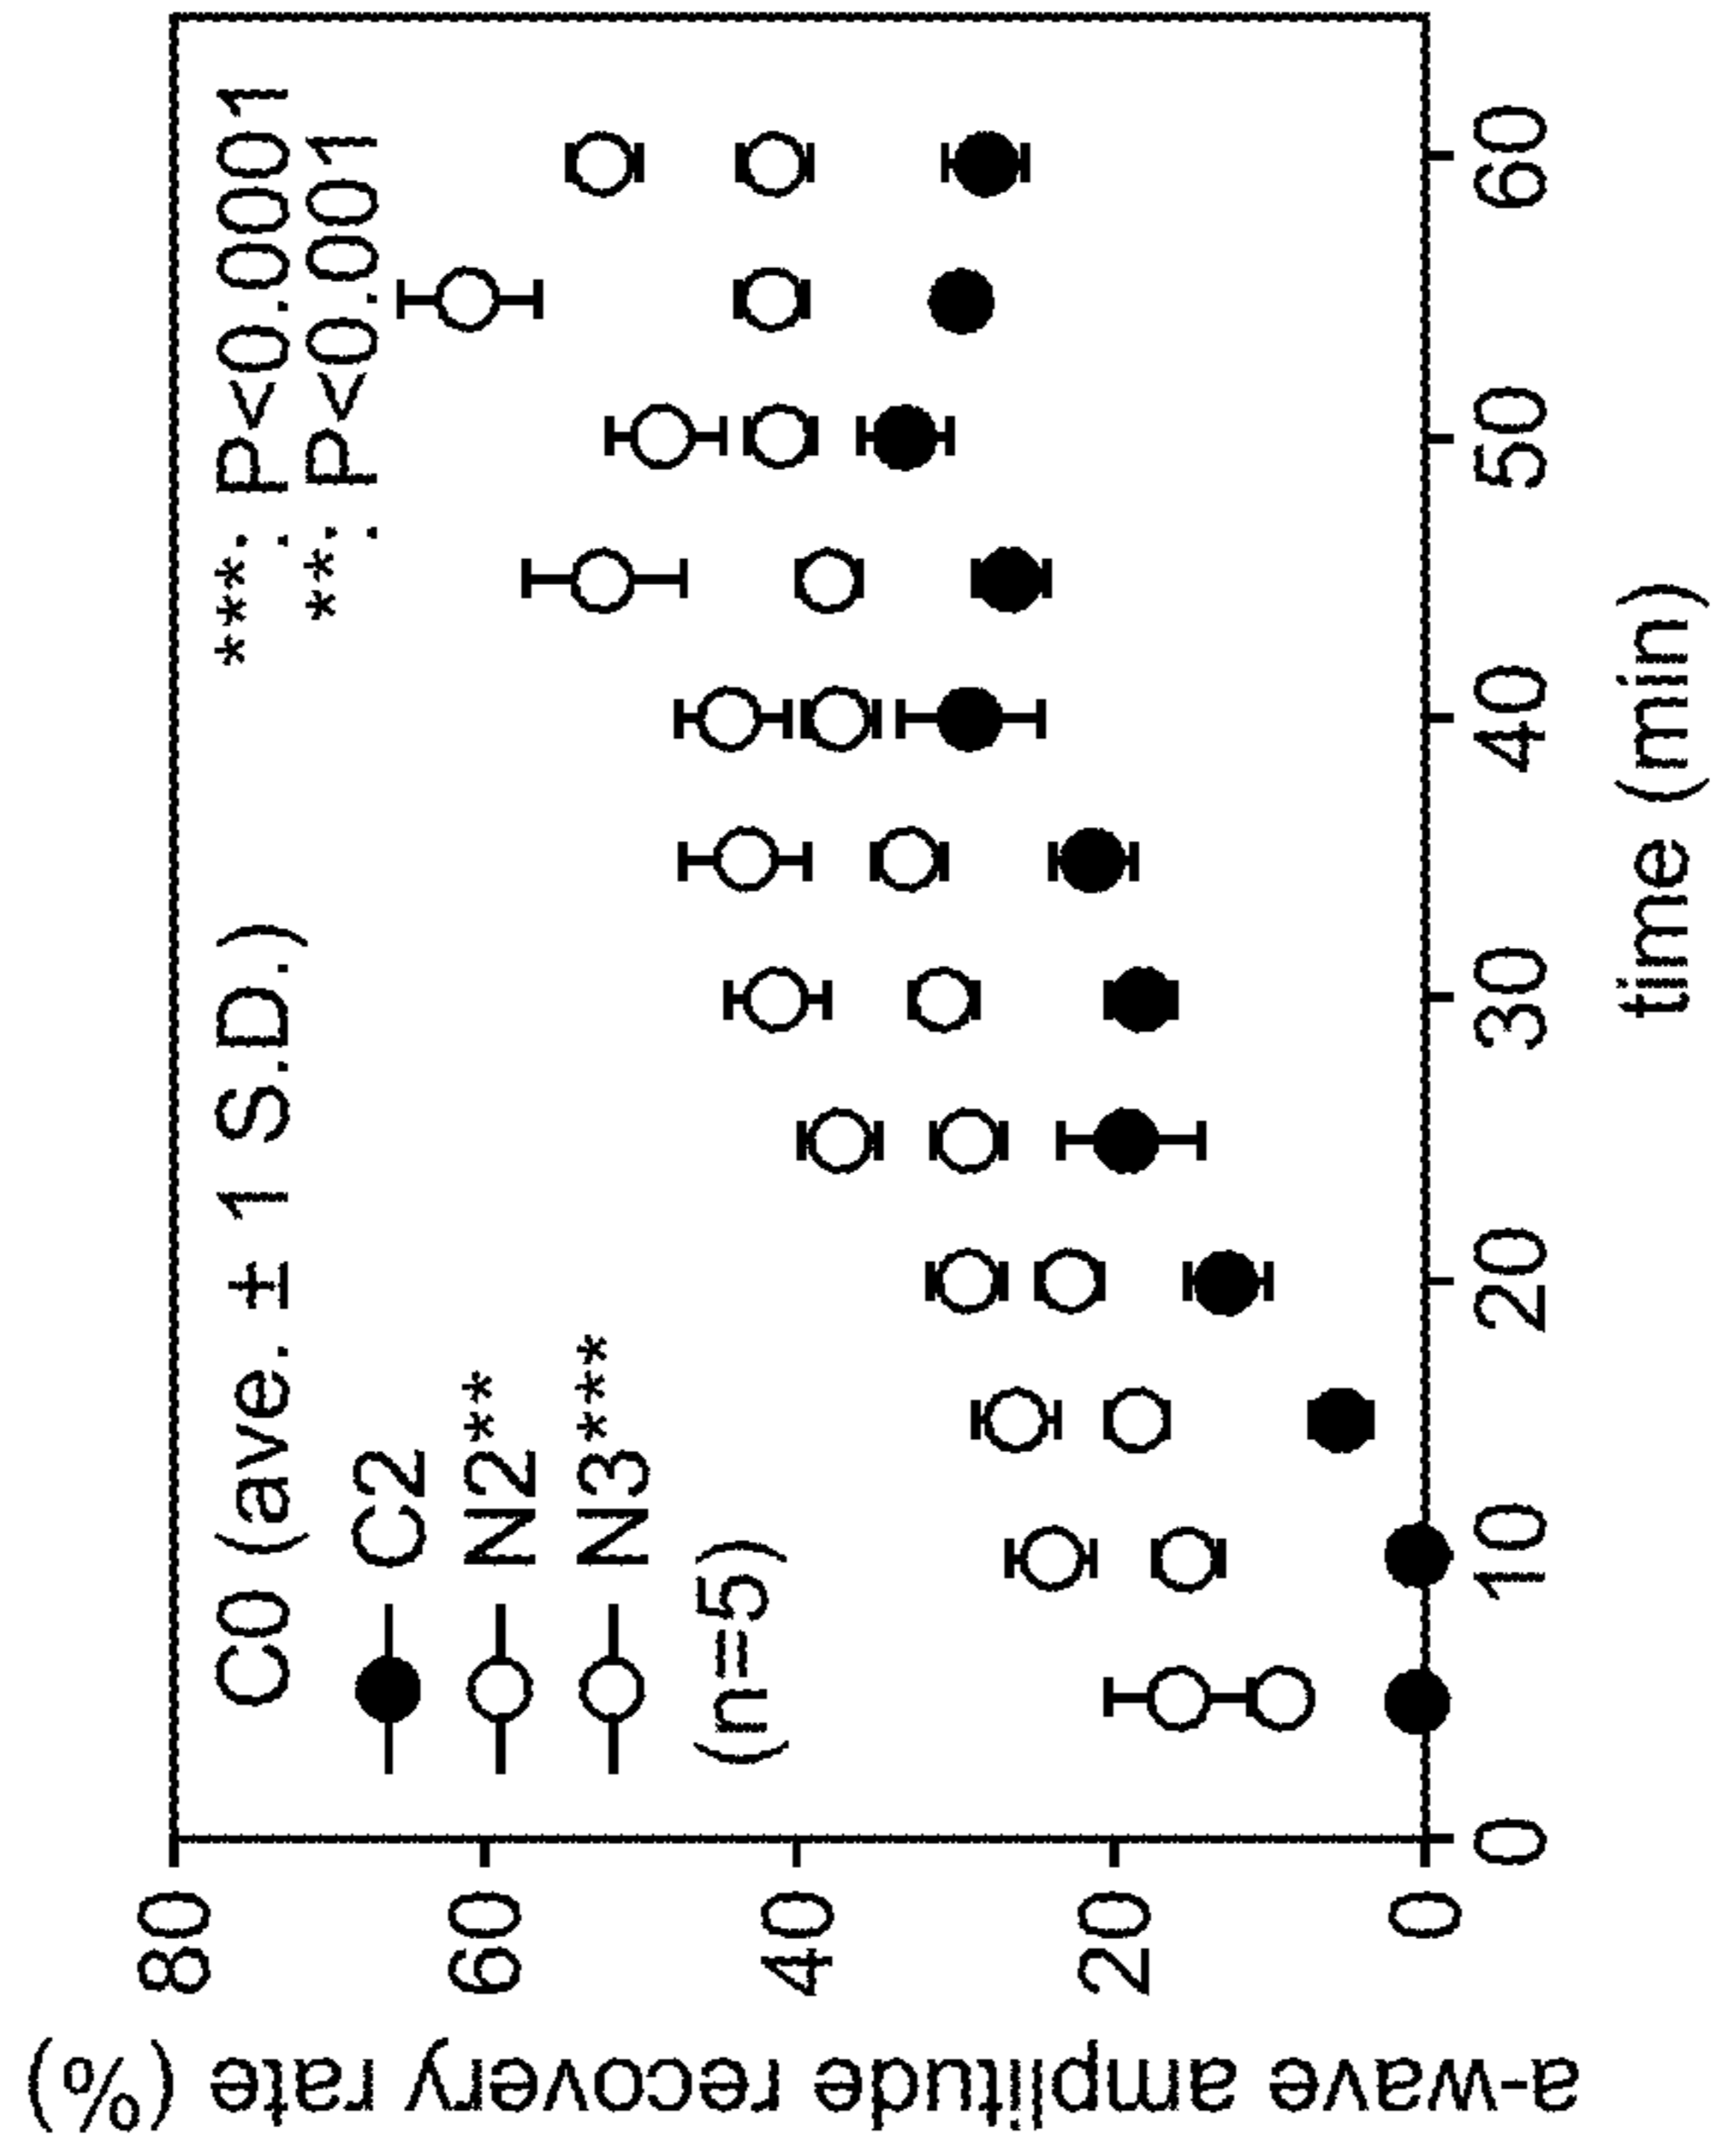 C0 (ave. ± 1 S.D.)
C2
N2**
N3***
(n=5)
***: P<0.0001
**: P<0.001
a-wave amplitude recovery rate (%)
80
60
40
20
0
0 10 20 30 40 50 60
time (min)